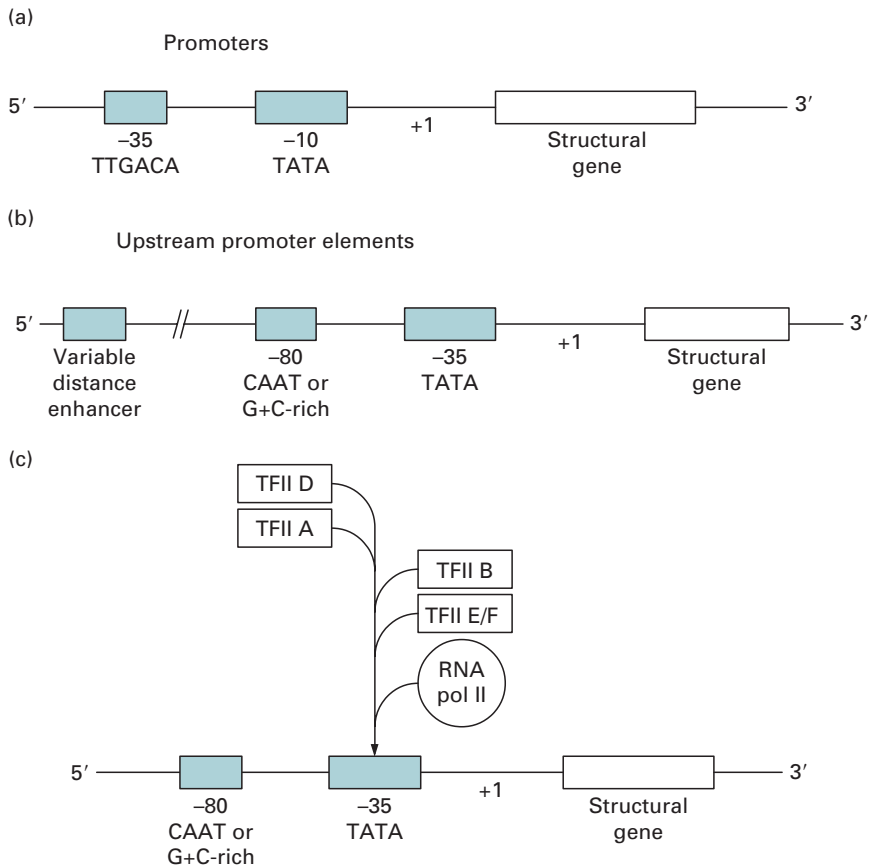 (a)
Promoters
5′ 3′
–35 –10 +1 Structural
TTGACA TATA gene
(b)
Upstream promoter elements
5′ 3′
Variable –80 –35 +1 Structural
distance CAAT or TATA gene
enhancer G+C-rich
(c)
TFII D
TFII A
TFII B
TFII E/F
RNA
pol II
5′ 3′
–80 –35 +1 Structural
CAAT or TATA gene
G+C-rich